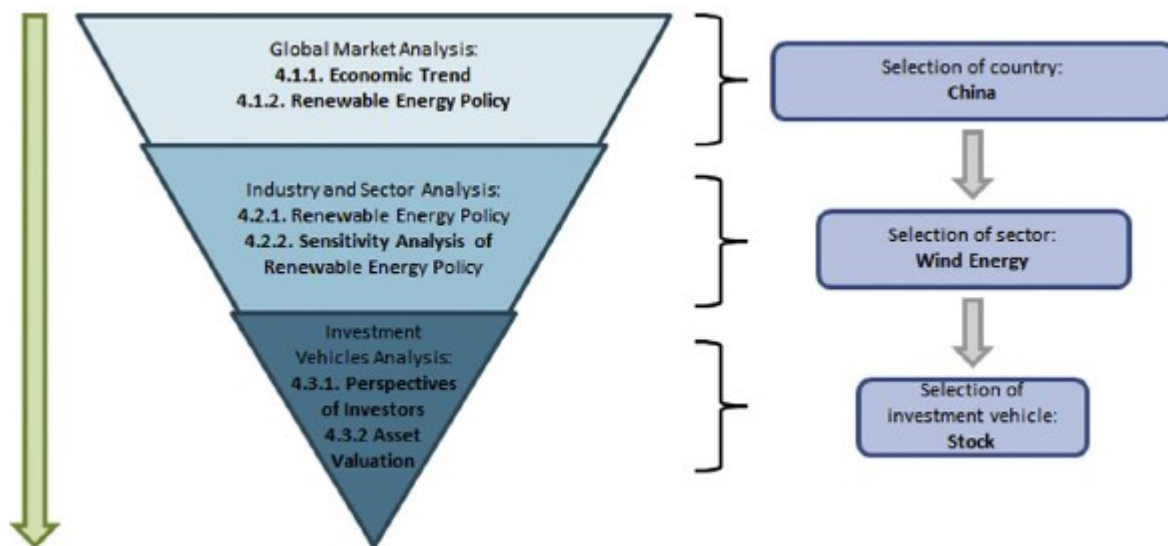 Global Market Analysis:
4.1.1. Economic Trend
4.1.2. Renewable Energy Policy
Selection of country:
China
Industry and Sector Analysis:
4.2.1. Renewable Energy Policy
4.2.2. Sensitivity Analysis of
Renewable Energy Policy
Selection of sector:
Wind Energy
Investment
Vehicles Analysis:
4.3.1. Perspectives
of Investors
4.3.2 Asset
Valuation
Selection of
investment vehicle:
Stock